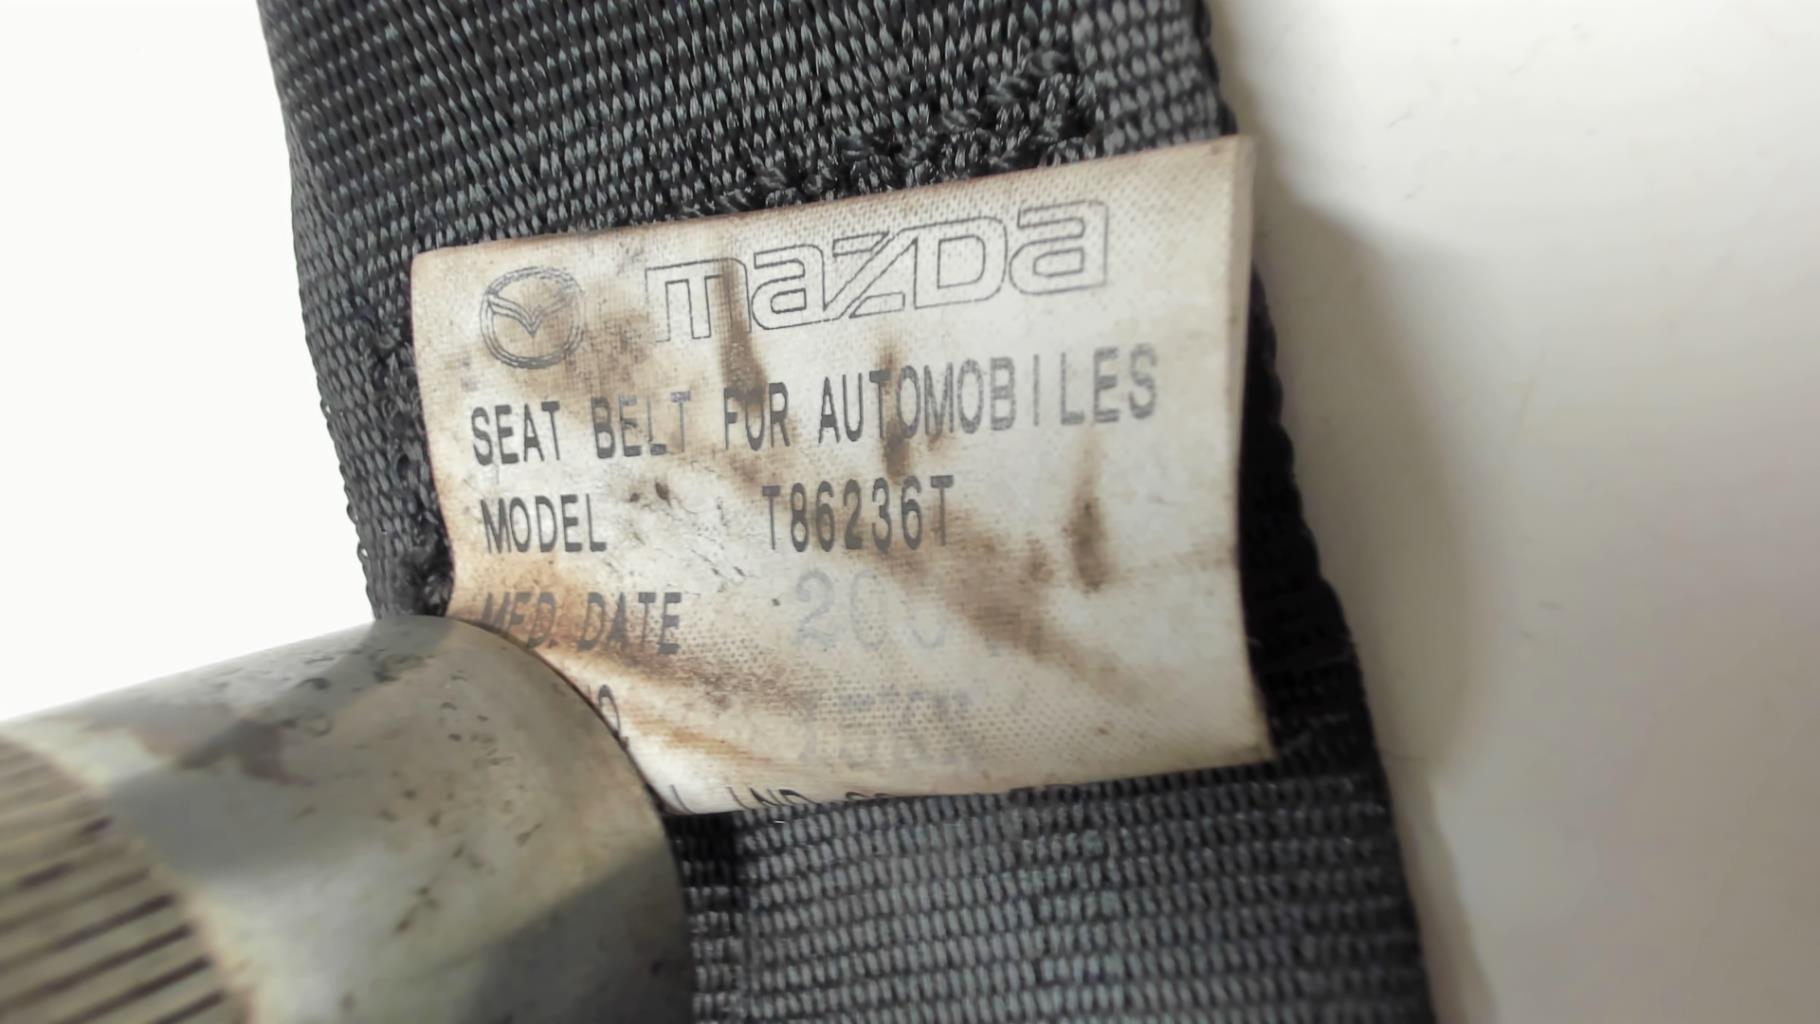 mazda
SEAT BELT FOR AUTOMOBILES
MODEL T86236T
MFD. DATE